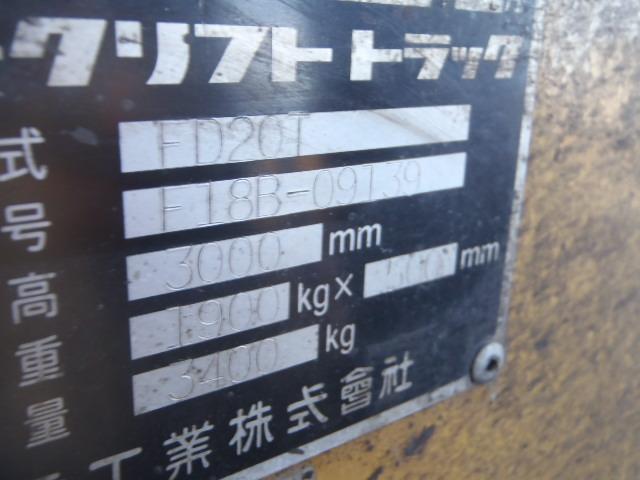 ークリフトトラック
式 FD20T
号 F18B-09139
高 3000 mm
重 1900 kg× 500 mm
量 3400 kg
工業株式會社